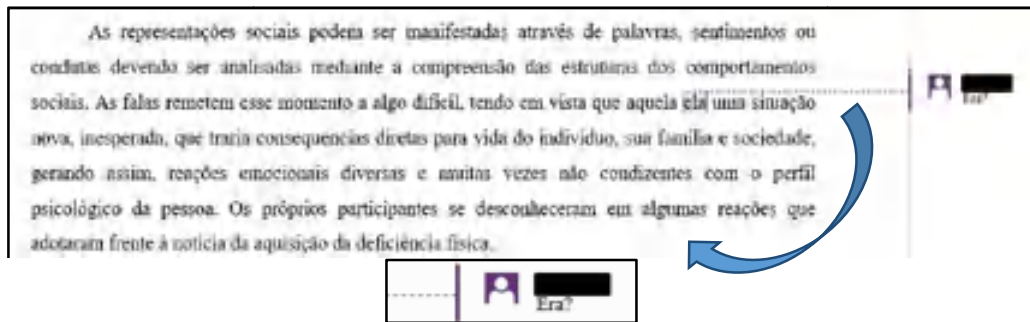 As representações sociais podem ser manifestadas através de palavras, sentimentos ou
condutas devendo ser analisadas mediante a compreensão das estruturas dos comportamentos
sociais. As falas remetem esse momento a algo difícil, tendo em vista que aquela ela uma situação
nova, inesperada, que traria consequencias diretas para vida do individuo, sua família e sociedade,
gerando assim, reações emocionais diversas e muitas vezes não condizentes com o perfil
psicológico da pessoa. Os próprios participantes se desconheceram em algumas reações que
adotaram frente à notícia da aquisição da deficiência física.
Era?
Era?